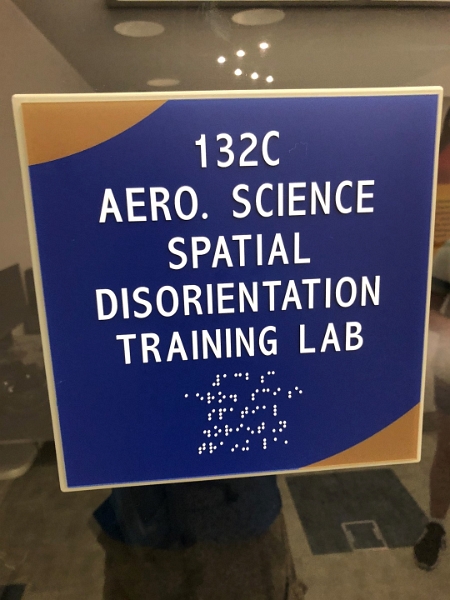 132C
AERO. SCIENCE
SPATIAL
DISORIENTATION
TRAINING LAB